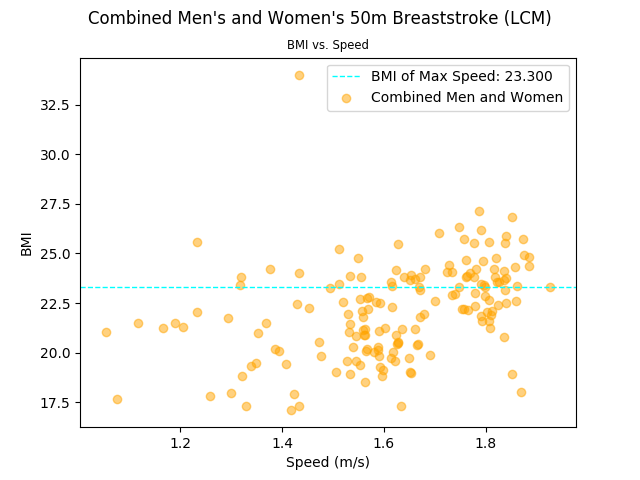 Combined Men's and Women's 50m Breaststroke (LCM)
BMI vs. Speed
BMI of Max Speed: 23.300
Combined Men and Women
32.5
30.0
27.5
25.0
22.5
20.0
17.5
BMI
1.2 1.4 1.6 1.8
Speed (m/s)